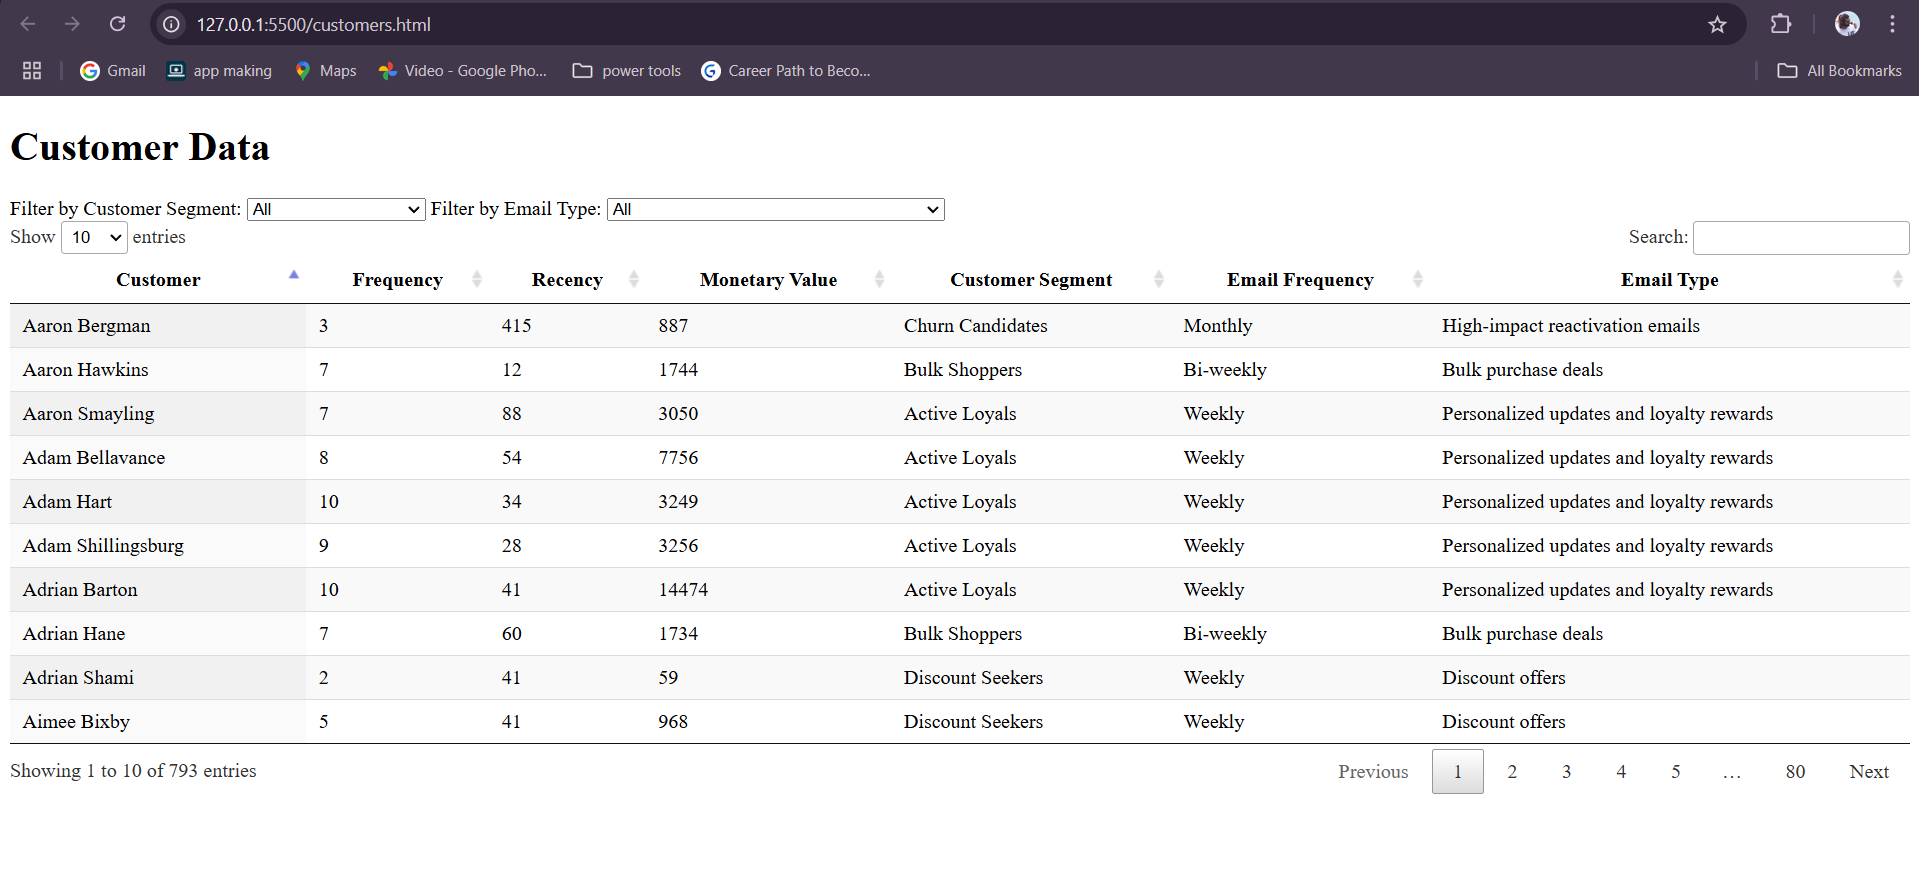 127.0.0.1:5500/customers.html
Gmail app making Maps Video - Google Pho... power tools Career Path to Beco... All Bookmarks
Customer Data
Filter by Customer Segment: All Filter by Email Type: All
Show 10 entries Search:
Customer Frequency Recency Monetary Value Customer Segment Email Frequency Email Type
Aaron Bergman 3 415 887 Churn Candidates Monthly High-impact reactivation emails
Aaron Hawkins 7 12 1744 Bulk Shoppers Bi-weekly Bulk purchase deals
Aaron Smayling 7 88 3050 Active Loyals Weekly Personalized updates and loyalty rewards
Adam Bellavance 8 54 7756 Active Loyals Weekly Personalized updates and loyalty rewards
Adam Hart 10 34 3249 Active Loyals Weekly Personalized updates and loyalty rewards
Adam Shillingsburg 9 28 3256 Active Loyals Weekly Personalized updates and loyalty rewards
Adrian Barton 10 41 14474 Active Loyals Weekly Personalized updates and loyalty rewards
Adrian Hane 7 60 1734 Bulk Shoppers Bi-weekly Bulk purchase deals
Adrian Shami 2 41 59 Discount Seekers Weekly Discount offers
Aimee Bixby 5 41 968 Discount Seekers Weekly Discount offers
Showing 1 to 10 of 793 entries Previous 1 2 3 4 5 … 80 Next